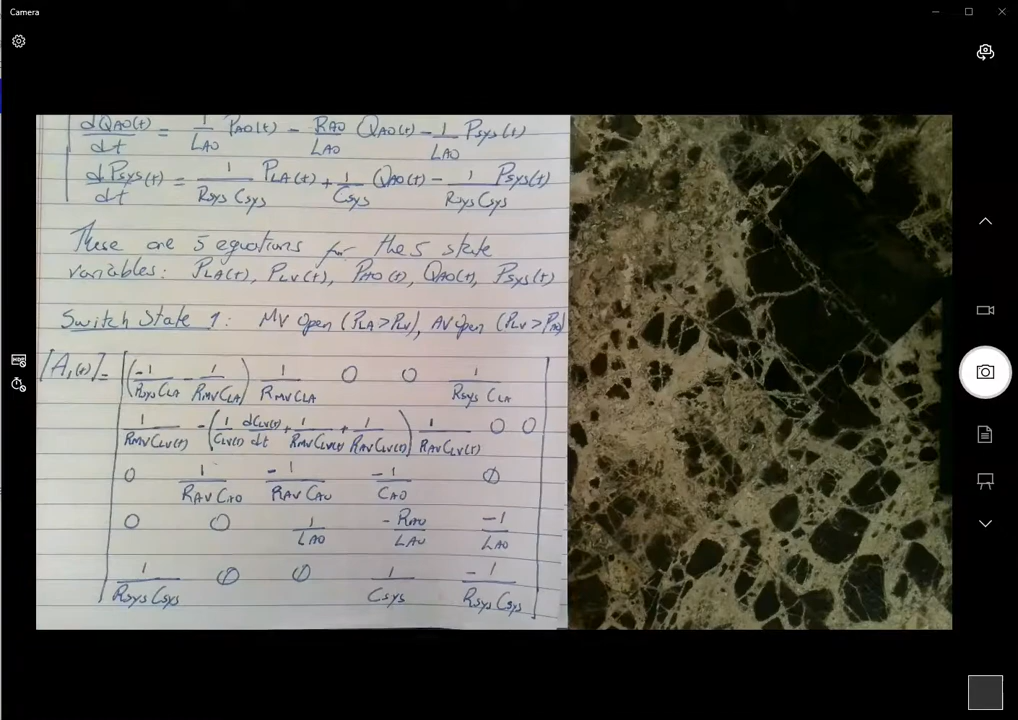 Camera
dQAO(t)/dt = 1/LAO PAO(t) - RAO/LAO QAO(t) - 1/LAO PSYS(t)
dPSYS(t)/dt = 1/(RSYS CSYS) PLA(t) + 1/CSYS QAO(t) - 1/(RSYS CSYS) PSYS(t)
These are 5 equations for the 5 state
variables: PLA(t), PLV(t), PAO(t), QAO(t), PSYS(t)
Switch State 1: MV Open (PLA>PLV), AV Open (PLV>PAO)
[A1(t)] = (-1/(RSYS CLA) - 1/(RMV CLA)) 1/(RMV CLA) 0 0 1/(RSYS CLA)
1/(RMV CLV(t)) -(1/CLV(t) dCLV(t)/dt + 1/(RMV CLV(t)) + 1/(RAV CLV(t))) 1/(RAV CLV(t)) 0 0
0 1/(RAV CAO) -1/(RAV CAO) -1/CAO 0
0 0 1/LAO -RAO/LAO -1/LAO
1/(RSYS CSYS) 0 0 1/CSYS -1/(RSYS CSYS)